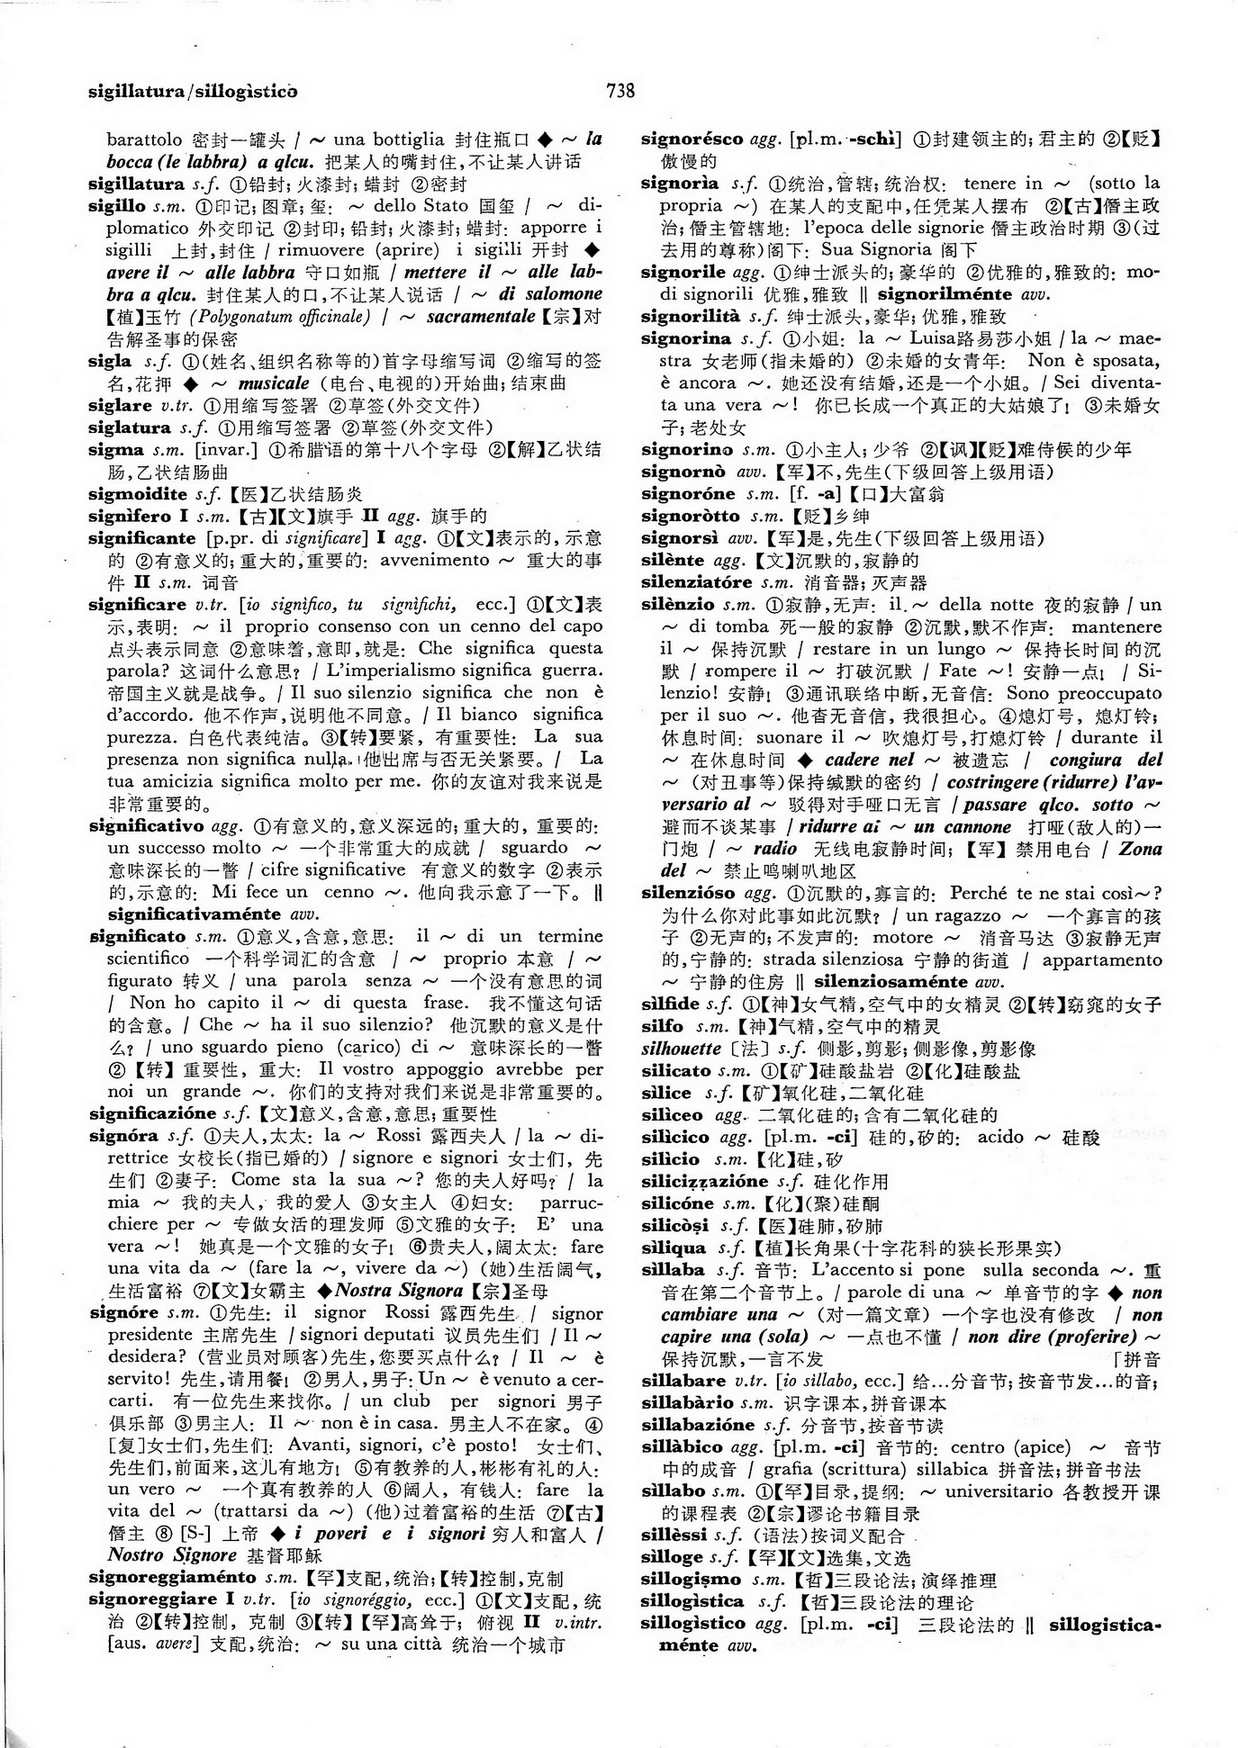 sigillatura/sillogìstico
738
barattolo 密封一罐头 / ~ una bottiglia 封住瓶口 ◆ ~ la
bocca (le labbra) a qlcu. 把某人的嘴封住,不让某人讲话
sigillatura s.f. ①铅封; 火漆封; 蜡封 ②密封
sigillo s.m. ①印记; 图章; 玺: ~ dello Stato 国玺 / ~ di-
plomatico 外交印记 ②封印; 铅封; 火漆封; 蜡封: apporre i
sigilli 上封,封住 / rimuovere (aprire) i sigilli 开封 ◆
avere il ~ alle labbra 守口如瓶 / mettere il ~ alle lab-
bra a qlcu. 封住某人的口,不让某人说话 / ~ di salomone
【植】玉竹 (Polygonatum officinale) / ~ sacramentale 【宗】对
告解圣事的保密
sigla s.f. ①(姓名、组织名称等的)首字母缩写词 ②缩写的签
名,花押 ◆ ~ musicale (电台、电视的)开始曲; 结束曲
siglare v.tr. ①用缩写签署 ②草签(外交文件)
siglatura s.f. ①用缩写签署 ②草签(外交文件)
sigma s.m. [invar.] ①希腊语的第十八个字母 ②【解】乙状结
肠,乙状结肠曲
sigmoidite s.f. 【医】乙状结肠炎
signìfero I s.m. 【古】【文】旗手 II agg. 旗手的
significante [p.pr. di significare] I agg. ①【文】表示的, 示意
的 ②有意义的; 重大的, 重要的: avvenimento ~ 重大的事
件 II s.m. 词音
significare v.tr. [io significo, tu significhi, ecc.] ①【文】表
示,表明: ~ il proprio consenso con un cenno del capo
点头表示同意 ②意味着,意即,就是: Che significa questa
parola? 这词什么意思? / L'imperialismo significa guerra.
帝国主义就是战争。/ Il suo silenzio significa che non è
d'accordo. 他不作声,说明他不同意。/ Il bianco significa
purezza. 白色代表纯洁。③【转】要紧, 有重要性: La sua
presenza non significa nulla. 他出席与否无关紧要。/ La
tua amicizia significa molto per me. 你的友谊对我来说是
非常重要的。
significativo agg. ①有意义的,意义深远的; 重大的, 重要的:
un successo molto ~ 一个非常重大的成就 / sguardo ~
意味深长的一瞥 / cifre significative 有意义的数字 ②表示
的,示意的: Mi fece un cenno ~. 他向我示意了一下。‖
significativaménte avv.
significato s.m. ①意义,含意,意思: il ~ di un termine
scientifico 一个科学词汇的含意 / ~ proprio 本意 / ~
figurato 转义 / una parola senza ~ 一个没有意思的词
/ Non ho capito il ~ di questa frase. 我不懂这句话
的含意。/ Che ~ ha il suo silenzio? 他沉默的意义是什
么? / uno sguardo pieno (carico) di ~ 意味深长的一瞥
②【转】重要性, 重大: Il vostro appoggio avrebbe per
noi un grande ~. 你们的支持对我们来说是非常重要的。
significazióne s.f. 【文】意义,含意,意思; 重要性
signóra s.f. ①夫人,太太: la ~ Rossi 露西夫人 / la ~ di-
rettrice 女校长(指已婚的) / signore e signori 女士们, 先
生们 ②妻子: Come sta la sua ~? 您的夫人好吗? / la
mia ~ 我的夫人, 我的爱人 ③女主人 ④妇女: parruc-
chiere per ~ 专做女活的理发师 ⑤文雅的女子: E' una
vera ~! 她真是一个文雅的女子! ⑥贵夫人,阔太太: fare
una vita da ~ (fare la ~, vivere da ~) (她)生活阔气,
生活富裕 ⑦【文】女霸主 ◆Nostra Signora 【宗】圣母
signóre s.m. ①先生: il signor Rossi 露西先生 / signor
presidente 主席先生 / signori deputati 议员先生们 / Il ~
desidera? (营业员对顾客)先生,您要买点什么? / Il ~ è
servito! 先生,请用餐! ②男人,男子: Un ~ è venuto a cer-
carti. 有一位先生来找你。/ un club per signori 男子
俱乐部 ③男主人: Il ~ non è in casa. 男主人不在家。④
[复]女士们,先生们: Avanti, signori, c'è posto! 女士们、
先生们,前面来,这儿有地方! ⑤有教养的人,彬彬有礼的人:
un vero ~ 一个真有教养的人 ⑥阔人, 有钱人: fare la
vita del ~ (trattarsi da ~) (他)过着富裕的生活 ⑦【古】
僭主 ⑧ [S-] 上帝 ◆ i poveri e i signori 穷人和富人 /
Nostro Signore 基督耶稣
signoreggiaménto s.m. 【罕】支配,统治;【转】控制,克制
signoreggiare I v.tr. [io signoréggio, ecc.] ①【文】支配, 统
治 ②【转】控制, 克制 ③【转】【罕】高耸于; 俯视 II v.intr.
[aus. avere] 支配,统治: ~ su una città 统治一个城市
signorésco agg. [pl.m. -schi] ①封建领主的; 君主的 ②【贬】
傲慢的
signorìa s.f. ①统治,管辖; 统治权: tenere in ~ (sotto la
propria ~) 在某人的支配中,任凭某人摆布 ②【古】僭主政
治; 僭主管辖地: l'epoca delle signorie 僭主政治时期 ③(过
去用的尊称)阁下: Sua Signoria 阁下
signorile agg. ①绅士派头的; 豪华的 ②优雅的,雅致的: mo-
di signorili 优雅,雅致 ‖ signorilménte avv.
signorilità s.f. 绅士派头,豪华; 优雅,雅致
signorina s.f. ①小姐: la ~ Luisa路易莎小姐 / la ~ mae-
stra 女老师(指未婚的) ②未婚的女青年: Non è sposata,
è ancora ~. 她还没有结婚,还是一个小姐。/ Sei diventa-
ta una vera ~! 你已长成一个真正的大姑娘了! ③未婚女
子; 老处女
signorino s.m. ①小主人; 少爷 ②【讽】【贬】难侍侯的少年
signornò avv. 【军】不,先生(下级回答上级用语)
signoróne s.m. [f. -a] 【口】大富翁
signoròtto s.m. 【贬】乡绅
signorsì avv. 【军】是,先生(下级回答上级用语)
silènte agg. 【文】沉默的,寂静的
silenziatóre s.m. 消音器; 灭声器
silènzio s.m. ①寂静,无声: il ~ della notte 夜的寂静 / un
~ di tomba 死一般的寂静 ②沉默,默不作声: mantenere
il ~ 保持沉默 / restare in un lungo ~ 保持长时间的沉
默 / rompere il ~ 打破沉默 / Fate ~! 安静一点! / Si-
lenzio! 安静! ③通讯联络中断,无音信: Sono preoccupato
per il suo ~. 他杳无音信, 我很担心。④熄灯号, 熄灯铃;
休息时间: suonare il ~ 吹熄灯号,打熄灯铃 / durante il
~ 在休息时间 ◆ cadere nel ~ 被遗忘 / congiura del
~ (对丑事等)保持缄默的密约 / costringere (ridurre) l'av-
versario al ~ 驳得对手哑口无言 / passare qlco. sotto ~
避而不谈某事 / ridurre ai ~ un cannone 打哑(敌人的)一
门炮 / ~ radio 无线电寂静时间; 【军】禁用电台 / Zona
del ~ 禁止鸣喇叭地区
silenzióso agg. ①沉默的,寡言的: Perché te ne stai così~?
为什么你对此事如此沉默? / un ragazzo ~ 一个寡言的孩
子 ②无声的; 不发声的: motore ~ 消音马达 ③寂静无声
的,宁静的: strada silenziosa 宁静的街道 / appartamento
~ 宁静的住房 ‖ silenziosaménte avv.
sìlfide s.f. ①【神】女气精,空气中的女精灵 ②【转】窈窕的女子
silfo s.m. 【神】气精,空气中的精灵
silhouette 〔法〕 s.f. 侧影,剪影; 侧影像,剪影像
silicato s.m. ①【矿】硅酸盐岩 ②【化】硅酸盐
sìlice s.f. 【矿】氧化硅,二氧化硅
silìceo agg. 二氧化硅的; 含有二氧化硅的
silìcico agg. [pl.m. -ci] 硅的,矽的: acido ~ 硅酸
silìcio s.m. 【化】硅,矽
silicizzazióne s.f. 硅化作用
silicóne s.m. 【化】(聚)硅酮
silicòsi s.f. 【医】硅肺,矽肺
sìliqua s.f. 【植】长角果(十字花科的狭长形果实)
sìllaba s.f. 音节: L'accento si pone sulla seconda ~. 重
音在第二个音节上。/ parole di una ~ 单音节的字 ◆ non
cambiare una ~ (对一篇文章) 一个字也没有修改 / non
capire una (sola) ~ 一点也不懂 / non dire (proferire) ~
保持沉默,一言不发 「拼音
sillabare v.tr. [io sillabo, ecc.] 给…分音节; 按音节发…的音;
sillabàrio s.m. 识字课本,拼音课本
sillabazióne s.f. 分音节,按音节读
sillàbico agg. [pl.m. -ci] 音节的: centro (apice) ~ 音节
中的成音 / grafia (scrittura) sillabica 拼音法; 拼音书法
sìllabo s.m. ①【罕】目录,提纲: ~ universitario 各教授开课
的课程表 ②【宗】谬论书籍目录
sillèssi s.f. (语法)按词义配合
sìlloge s.f. 【罕】【文】选集,文选
sillogismo s.m. 【哲】三段论法; 演绎推理
sillogìstica s.f. 【哲】三段论法的理论
sillogìstico agg. [pl.m. -ci] 三段论法的 ‖ sillogistica-
ménte avv.